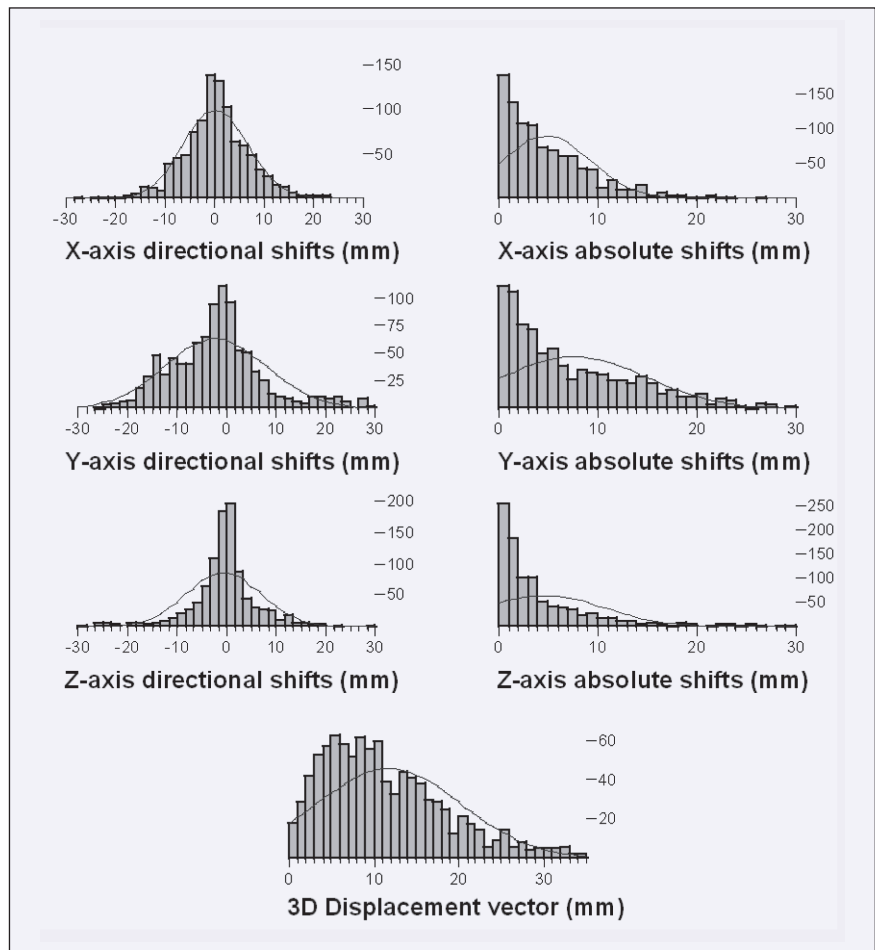 −150
−100
−50
-30 -20 -10 0 10 20 30
X-axis directional shifts (mm)
−150
−100
−50
0 10 20 30
X-axis absolute shifts (mm)
−100
−75
−50
−25
-30 -20 -10 0 10 20 30
Y-axis directional shifts (mm)
0 10 20 30
Y-axis absolute shifts (mm)
−200
−150
−100
−50
-30 -20 -10 0 10 20 30
Z-axis directional shifts (mm)
−250
−200
−150
−100
−50
0 10 20 30
Z-axis absolute shifts (mm)
−60
−40
−20
0 10 20 30
3D Displacement vector (mm)